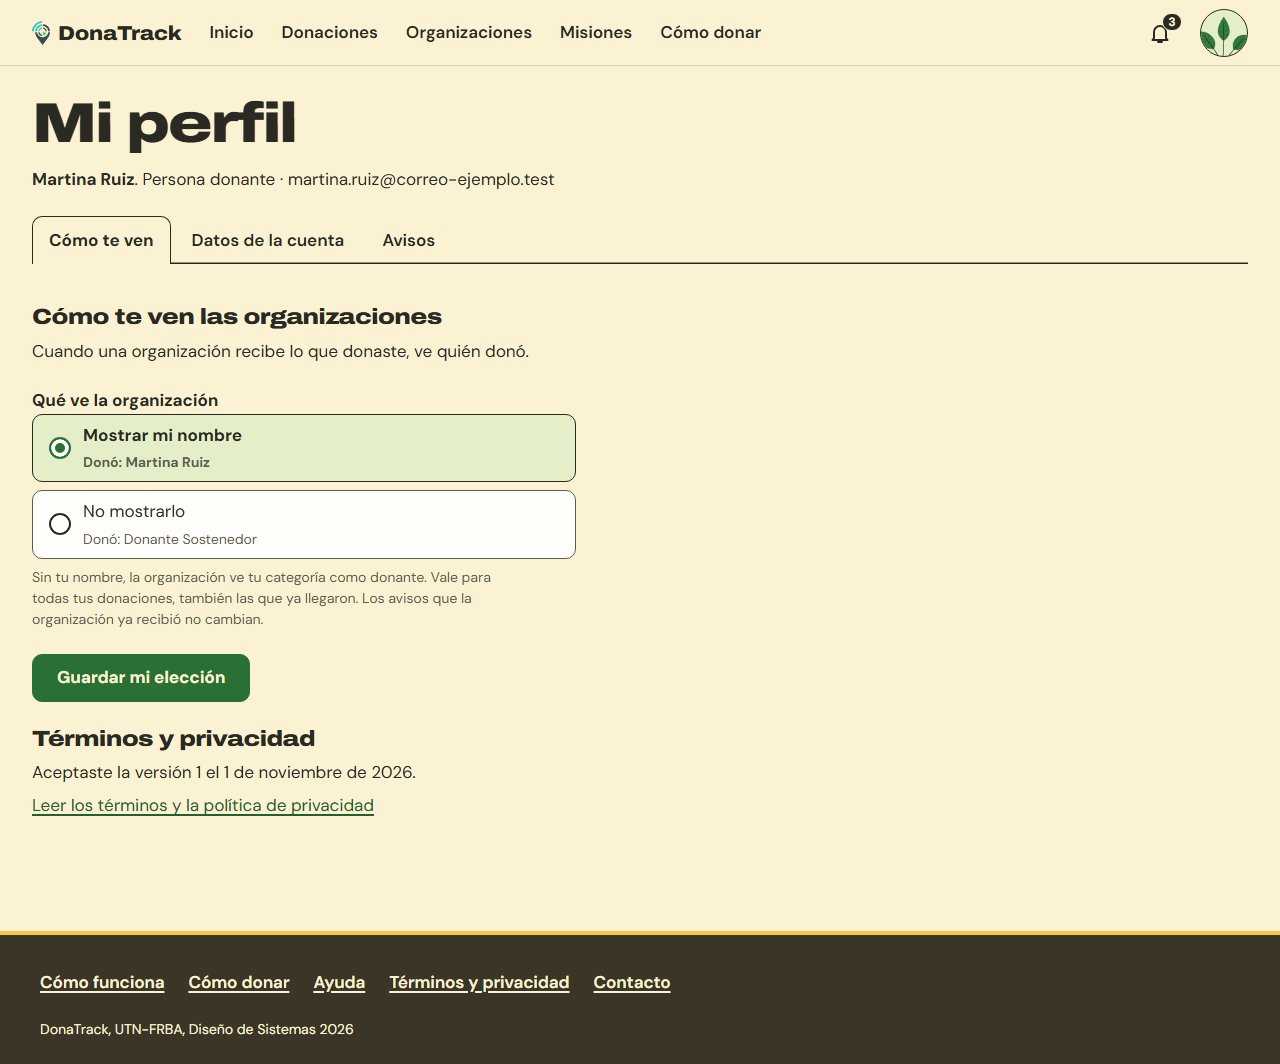 DonaTrack Inicio Donaciones Organizaciones Misiones Cómo donar 3
Mi perfil
Martina Ruiz. Persona donante · martina.ruiz@correo-ejemplo.test
Cómo te ven Datos de la cuenta Avisos
Cómo te ven las organizaciones
Cuando una organización recibe lo que donaste, ve quién donó.
Qué ve la organización
Mostrar mi nombre
Donó: Martina Ruiz
No mostrarlo
Donó: Donante Sostenedor
Sin tu nombre, la organización ve tu categoría como donante. Vale para
todas tus donaciones, también las que ya llegaron. Los avisos que la
organización ya recibió no cambian.
Guardar mi elección
Términos y privacidad
Aceptaste la versión 1 el 1 de noviembre de 2026.
Leer los términos y la política de privacidad
Cómo funciona Cómo donar Ayuda Términos y privacidad Contacto
DonaTrack, UTN-FRBA, Diseño de Sistemas 2026